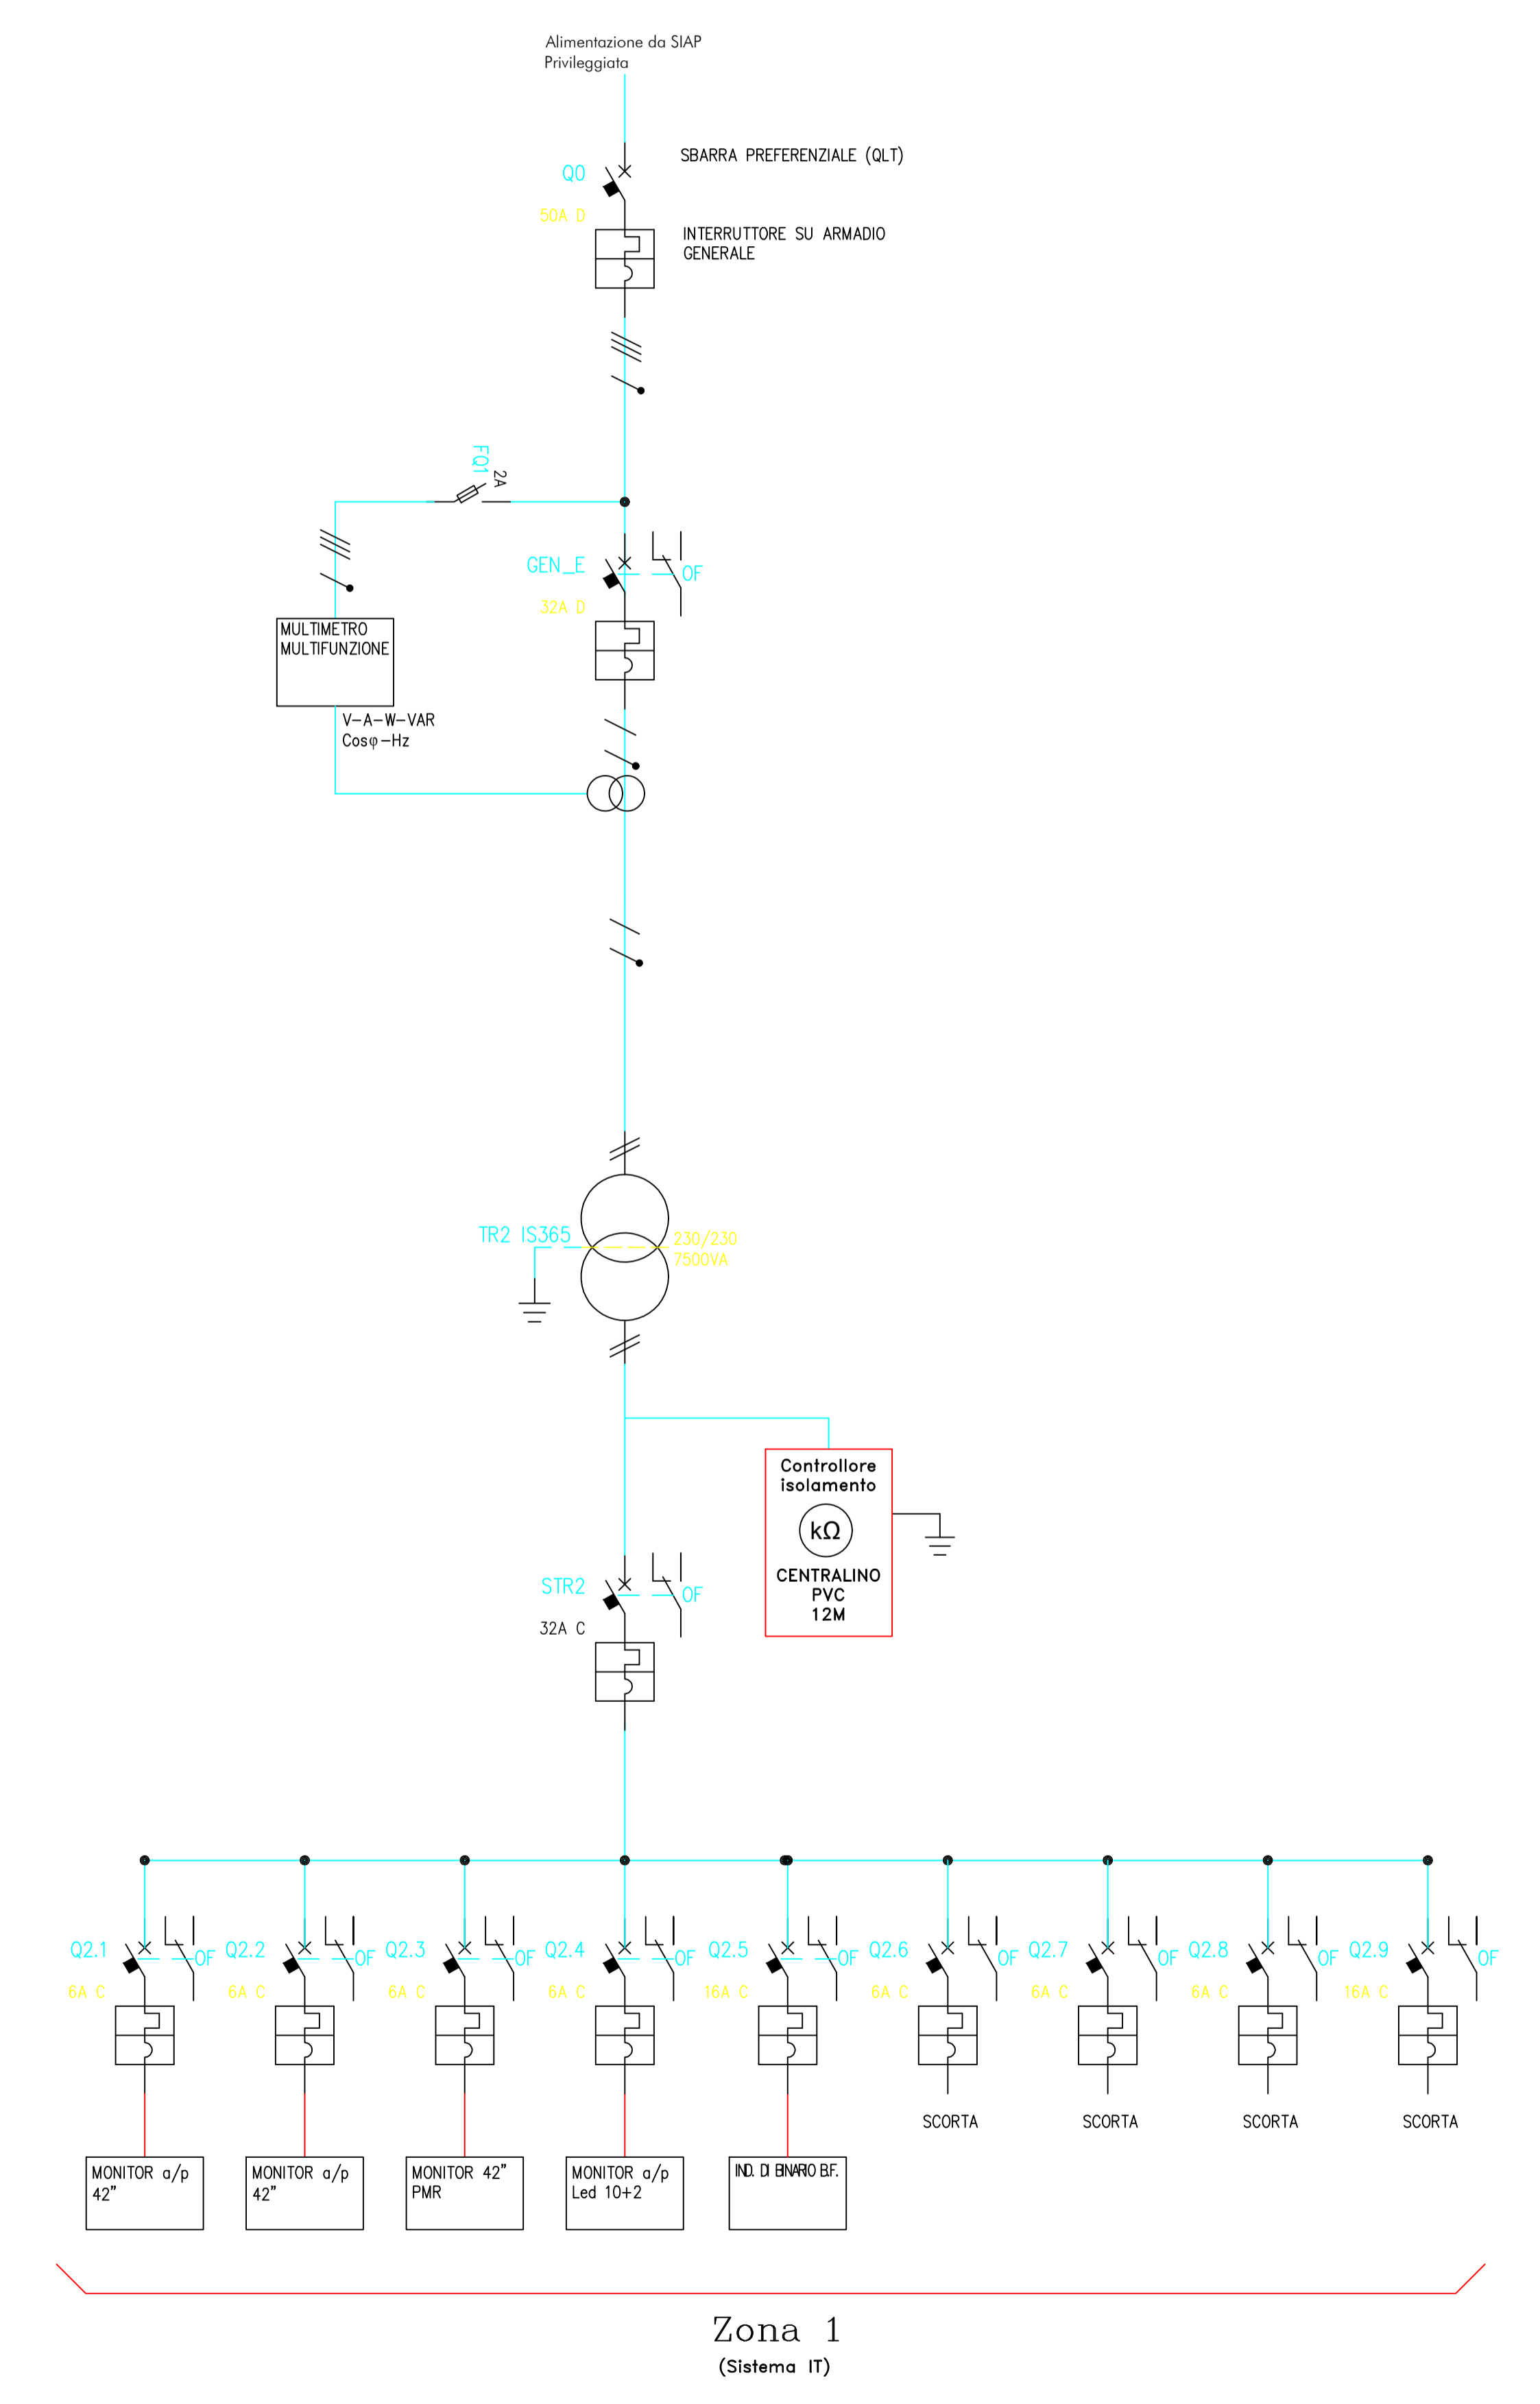 Alimentazione da SIAP
Privileggiata
SBARRA PREFERENZIALE (QLT)
Q0
50A D
INTERRUTTORE SU ARMADIO
GENERALE
FQ1
2A
GEN_E
OF
32A D
MULTIMETRO
MULTIFUNZIONE
V-A-W-VAR
Cosφ-Hz
TR2 IS365
230/230
7500VA
Controllore
isolamento
kΩ
CENTRALINO
PVC
12M
STR2
OF
32A C
Q2.1
OF
6A C
Q2.2
OF
6A C
Q2.3
OF
6A C
Q2.4
OF
6A C
Q2.5
OF
16A C
Q2.6
OF
6A C
Q2.7
OF
6A C
Q2.8
OF
6A C
Q2.9
OF
16A C
SCORTA
SCORTA
SCORTA
SCORTA
MONITOR a/p
42"
MONITOR a/p
42"
MONITOR 42"
PMR
MONITOR a/p
Led 10+2
IND. DI BINARIO B.F.
Zona 1
(Sistema IT)